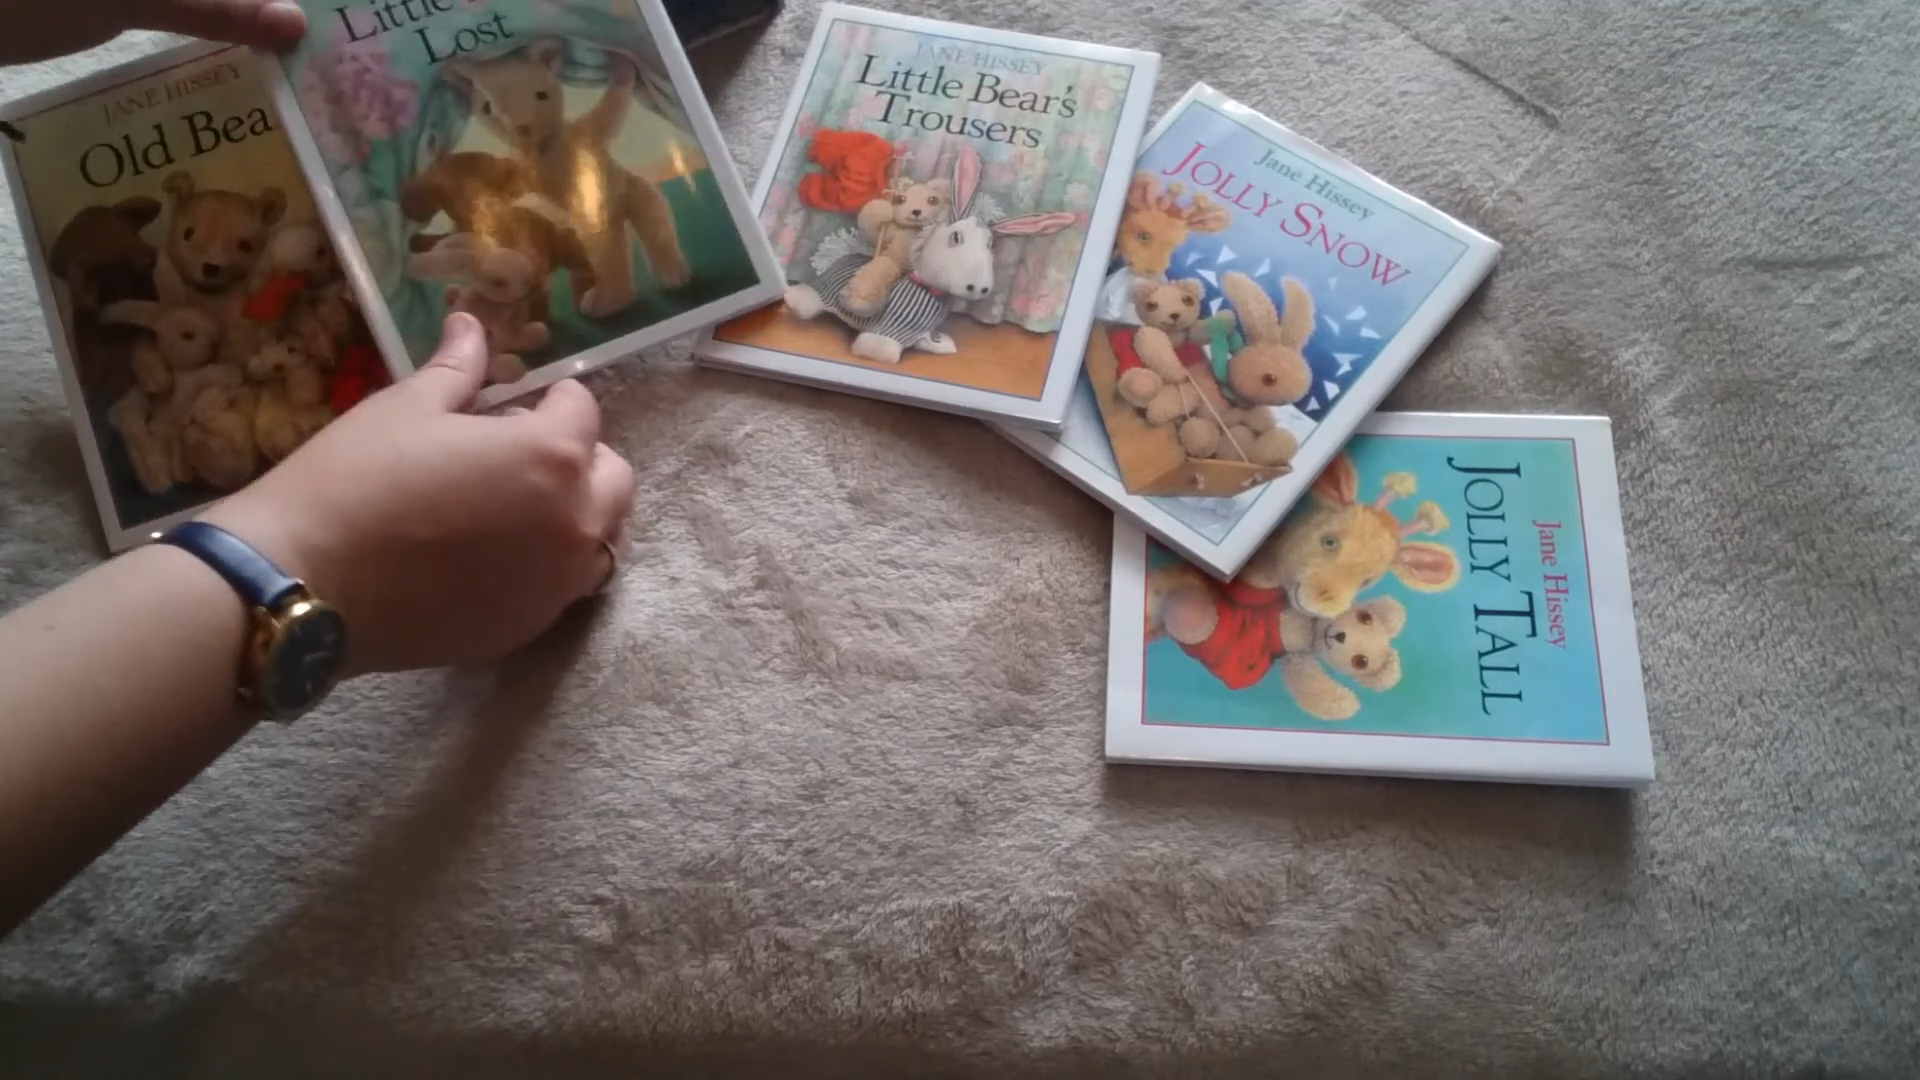 JANE HISSEY
Old Bea
Little
Lost
JANE HISSEY
Little Bear's
Trousers
Jane Hissey
JOLLY SNOW
Jane Hissey
JOLLY TALL